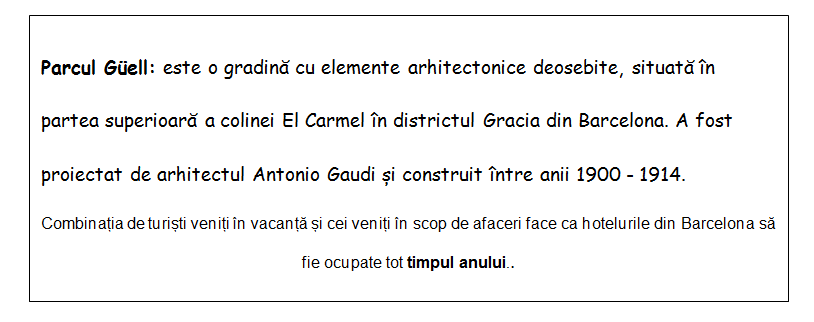 Parcul Güell: este o gradină cu elemente arhitectonice deosebite, situată în
partea superioară a colinei El Carmel în districtul Gracia din Barcelona. A fost
proiectat de arhitectul Antonio Gaudi și construit între anii 1900 - 1914.
Combinația de turiști veniți în vacanță și cei veniți în scop de afaceri face ca hotelurile din Barcelona să
fie ocupate tot timpul anului..